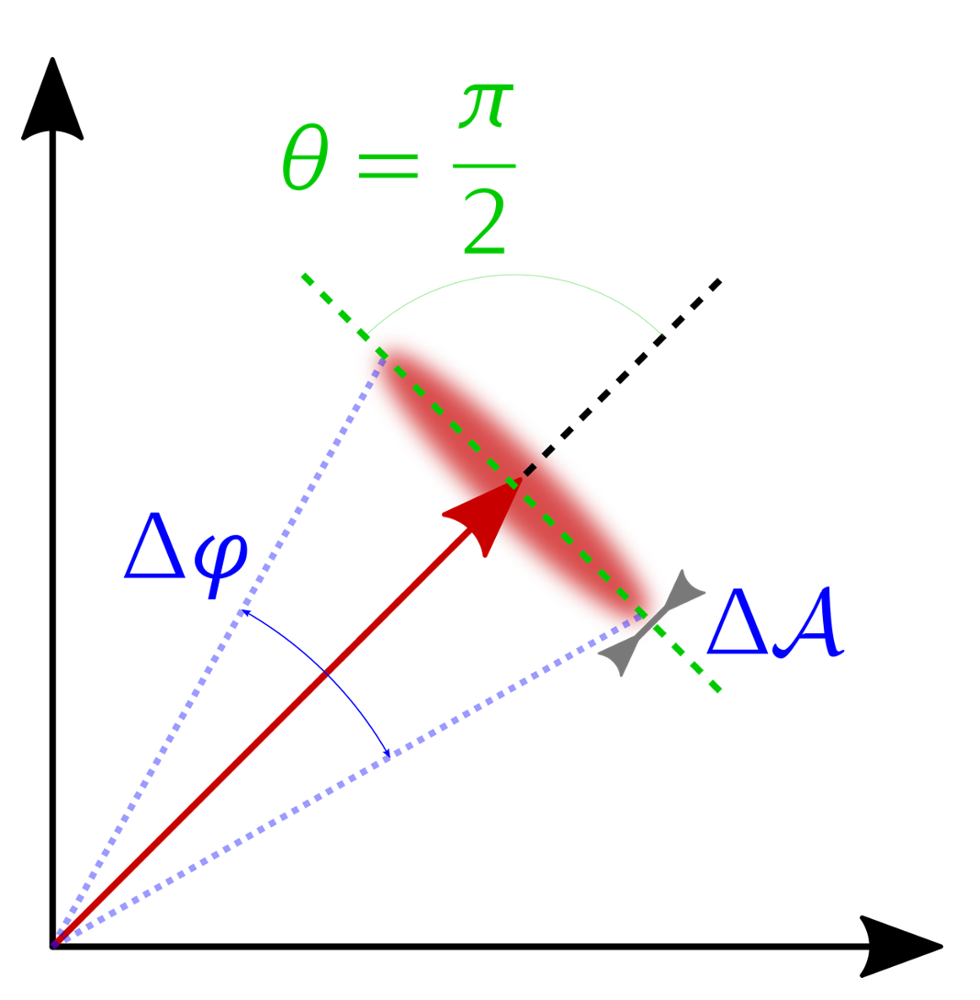 θ = π/2
Δφ
Δ𝒜